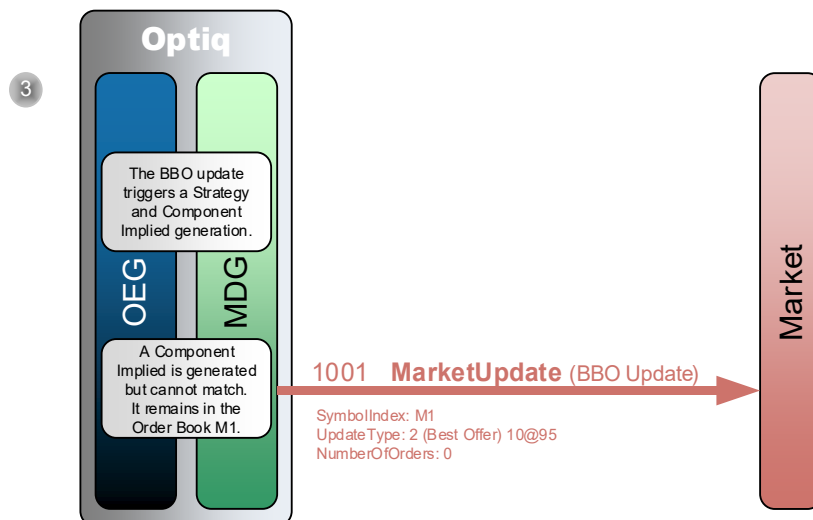 Optiq
3
The BBO update
triggers a Strategy
and Component
Implied generation.
OEG
MDG
A Component
Implied is generated
but cannot match.
It remains in the
Order Book M1.
1001 MarketUpdate (BBO Update)
SymbolIndex: M1
UpdateType: 2 (Best Offer) 10@95
NumberOfOrders: 0
Market